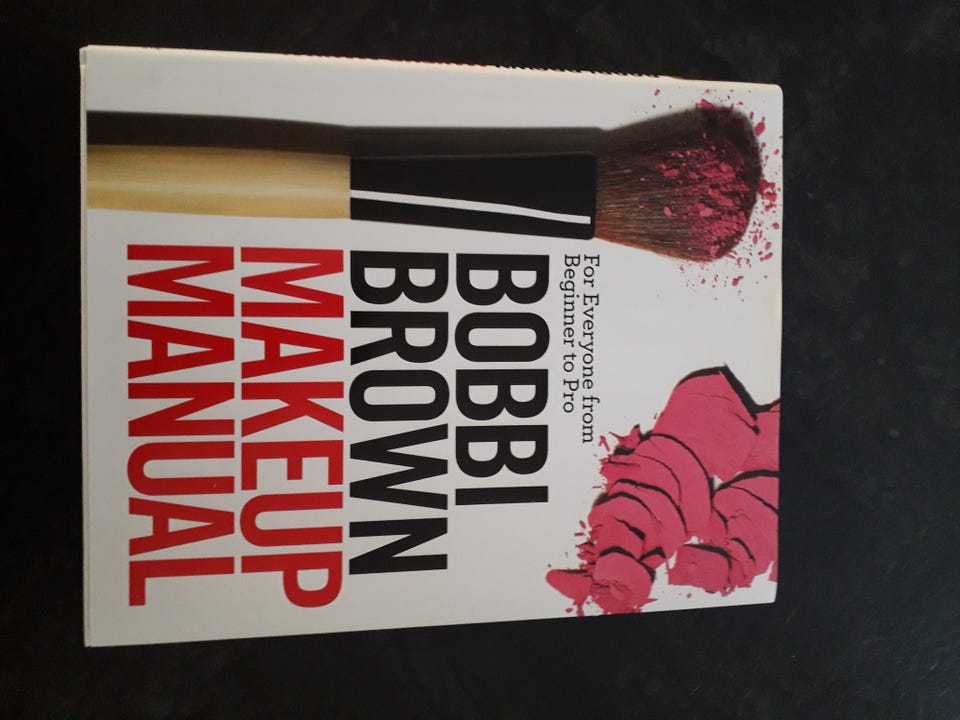 For Everyone from
Beginner to Pro
BOBBI
BROWN
MAKEUP
MANUAL